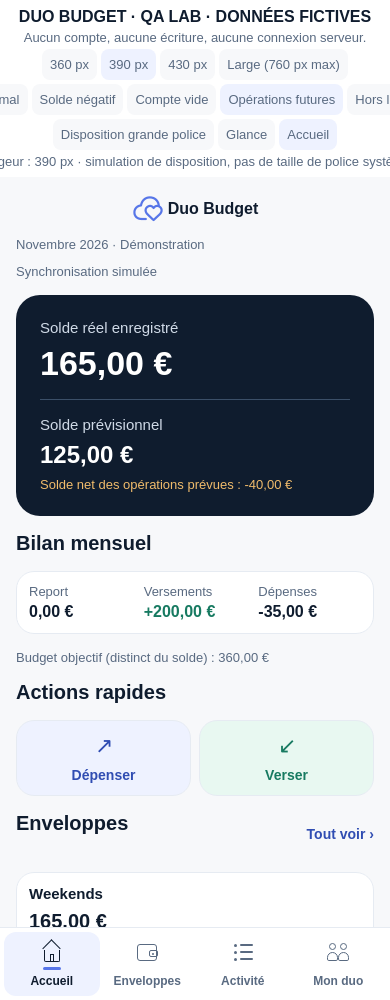 DUO BUDGET · QA LAB · DONNÉES FICTIVES
Aucun compte, aucune écriture, aucune connexion serveur.
360 px 390 px 430 px Large (760 px max)
Solde négatif Compte vide Opérations futures Hors
Disposition grande police Glance Accueil
: 390 px · simulation de disposition, pas de taille de police
Duo Budget
Novembre 2026 · Démonstration
Synchronisation simulée
Solde réel enregistré
165,00 €
Solde prévisionnel
125,00 €
Solde net des opérations prévues : -40,00 €
Bilan mensuel
Report Versements Dépenses
0,00 € +200,00 € -35,00 €
Budget objectif (distinct du solde) : 360,00 €
Actions rapides
↗ ↙
Dépenser Verser
Enveloppes
Tout voir ›
Weekends
165,00 €
Accueil Enveloppes Activité Mon duo